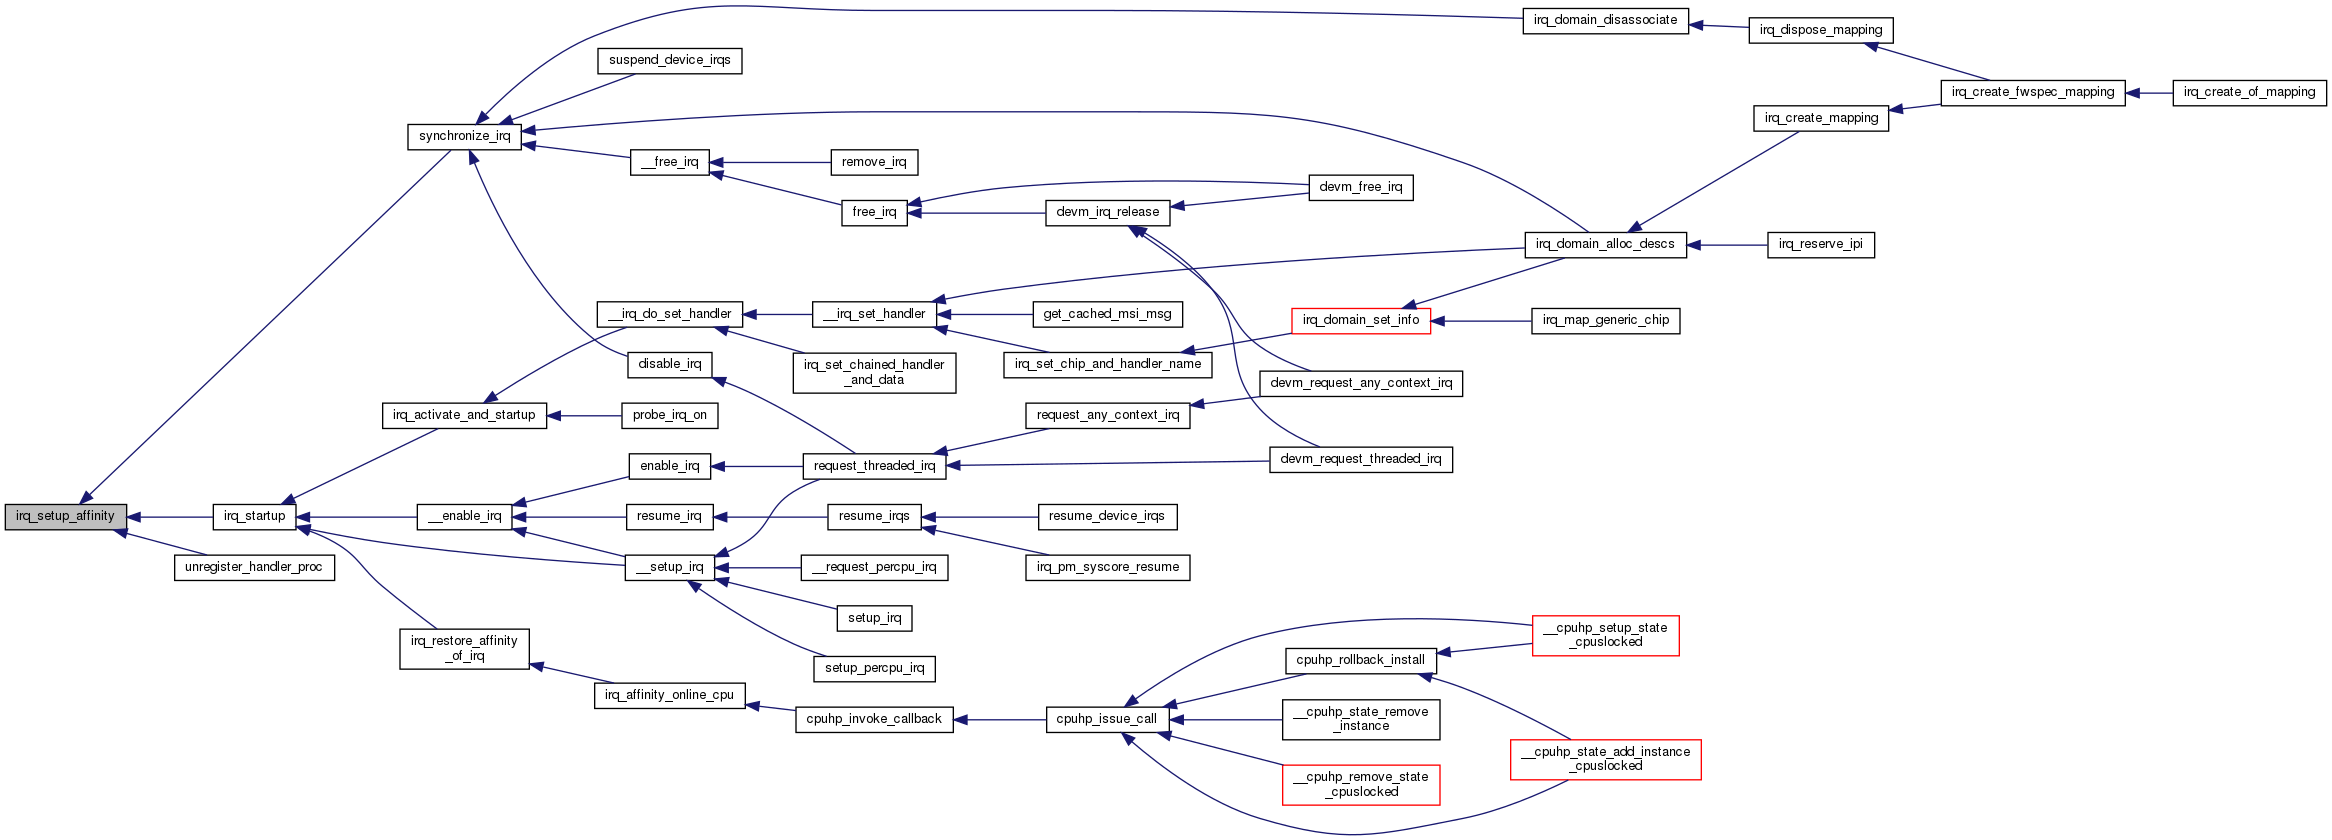 irq_domain_disassociate
irq_dispose_mapping
suspend_device_irqs
irq_create_fwspec_mapping
irq_create_of_mapping
irq_create_mapping
synchronize_irq
__free_irq
remove_irq
devm_free_irq
free_irq
devm_irq_release
irq_domain_alloc_descs
irq_reserve_ipi
__irq_do_set_handler
__irq_set_handler
get_cached_msi_msg
irq_domain_set_info
irq_map_generic_chip
disable_irq
irq_set_chained_handler
_and_data
irq_set_chip_and_handler_name
devm_request_any_context_irq
irq_activate_and_startup
probe_irq_on
request_any_context_irq
enable_irq
request_threaded_irq
devm_request_threaded_irq
irq_setup_affinity
irq_startup
__enable_irq
resume_irq
resume_irqs
resume_device_irqs
unregister_handler_proc
__setup_irq
__request_percpu_irq
irq_pm_syscore_resume
setup_irq
irq_restore_affinity
_of_irq
setup_percpu_irq
__cpuhp_setup_state
_cpuslocked
cpuhp_rollback_install
irq_affinity_online_cpu
cpuhp_invoke_callback
cpuhp_issue_call
__cpuhp_state_remove
_instance
__cpuhp_state_add_instance
_cpuslocked
__cpuhp_remove_state
_cpuslocked